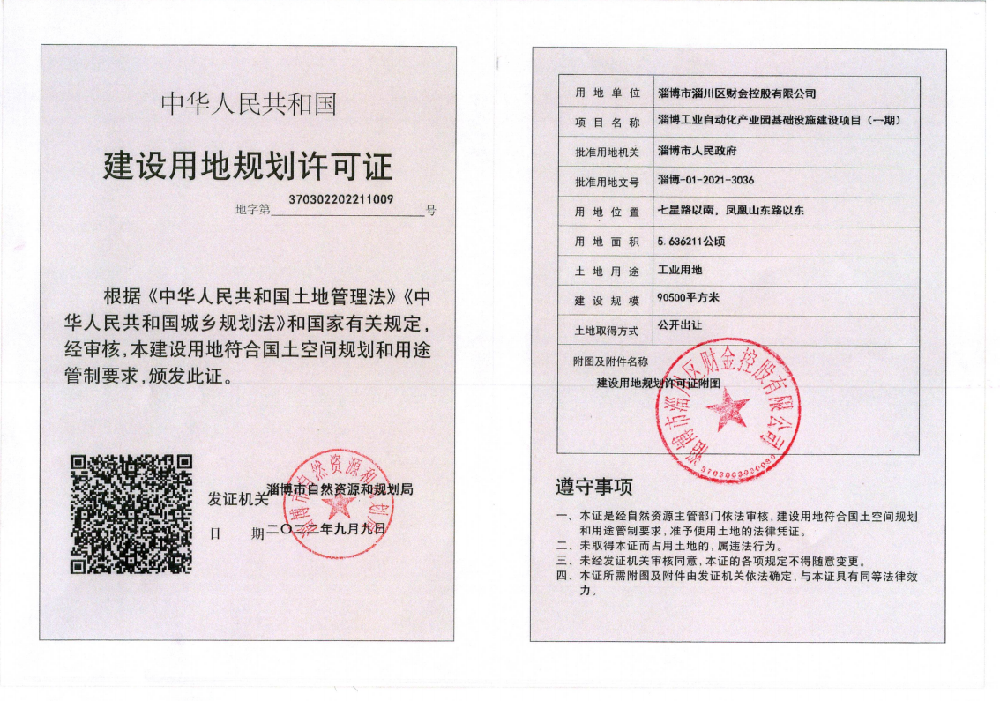 中华人民共和国
建设用地规划许可证
地字第 370302202211009 号
根据《中华人民共和国土地管理法》《中
华人民共和国城乡规划法》和国家有关规定，
经审核，本建设用地符合国土空间规划和用途
管制要求，颁发此证。
发证机关 淄博市自然资源和规划局
日 期 二〇二二年九月九日
用地单位 淄博市淄川区财金控股有限公司
项目名称 淄博工业自动化产业园基础设施建设项目（一期）
批准用地机关 淄博市人民政府
批准用地文号 淄博-01-2021-3036
用地位置 七星路以南，凤凰山东路以东
用地面积 5.636211公顷
土地用途 工业用地
建设规模 90500平方米
土地取得方式 公开出让
附图及附件名称
建设用地规划许可证附图
淄博市淄川区财金控股有限公司
遵守事项
一、本证是经自然资源主管部门依法审核，建设用地符合国土空间规划
和用途管制要求，准予使用土地的法律凭证。
二、未取得本证而占用土地的，属违法行为。
三、未经发证机关审核同意，本证的各项规定不得随意变更。
四、本证所需附图及附件由发证机关依法确定，与本证具有同等法律效
力。